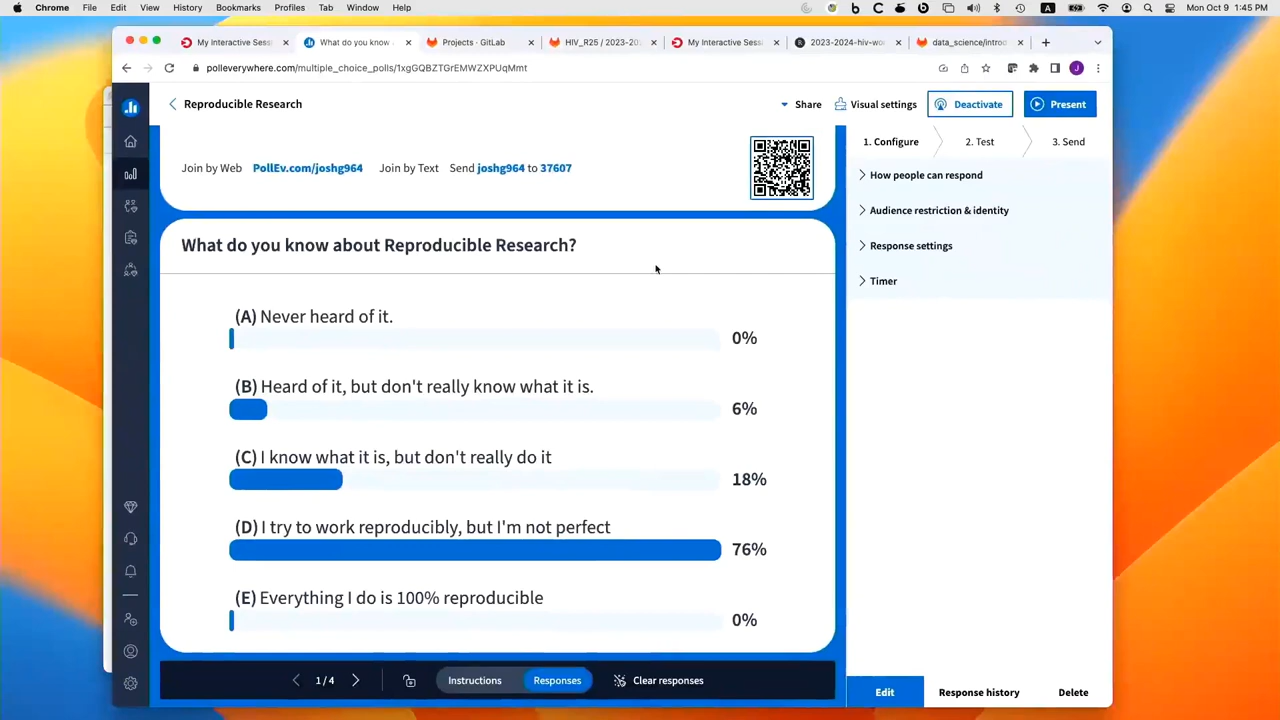 Chrome File Edit View History Bookmarks Profiles Tab Window Help Mon Oct 9 1:45 PM
My Interactive Sess What do you know Projects · GitLab HIV_R25 / 2023-20 My Interactive Sess 2023-2024-hiv-wo data_science/introd
polleverywhere.com/multiple_choice_polls/1xgGQBZTGrEMWZXPUqMmt J
Reproducible Research Share Visual settings Deactivate Present
1. Configure 2. Test 3. Send
Join by Web PollEv.com/joshg964 Join by Text Send joshg964 to 37607
How people can respond
Audience restriction & identity
Response settings
Timer
What do you know about Reproducible Research?
(A) Never heard of it.
0%
(B) Heard of it, but don't really know what it is.
6%
(C) I know what it is, but don't really do it
18%
(D) I try to work reproducibly, but I'm not perfect
76%
(E) Everything I do is 100% reproducible
0%
1/4 Instructions Responses Clear responses
Edit Response history Delete